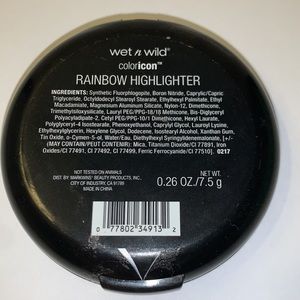 wet n wild®
coloricon™
RAINBOW HIGHLIGHTER
INGREDIENTS: Synthetic Fluorphlogopite, Boron Nitride, Caprylic/Capric
Triglyceride, Octyldodecyl Stearoyl Stearate, Ethylhexyl Palmitate, Ethyl
Macadamiate, Magnesium Aluminum Silicate, Nylon-12 / Water/
Eau, Dimethicone, Lauryl PEG/PPG-18/18 Methicone, Bis-Diglyceryl
Polyacyladipate-2, Cetyl PEG/PPG-10/1 Dimethicone, Hexyl Laurate,
Polyglyceryl-4 Isostearate, Phenoxyethanol, Caprylyl Glycol, Lauroyl Lysine,
Ethylhexylglycerin, Hexylene Glycol, Dodecene, Isostearyl Alcohol, Xanthan Gum,
Tin Oxide, Water/Eau, Diethylhexyl Syringylidenemalonate, [+/-
(MAY CONTAIN/PEUT CONTENIR): Mica, Titanium Dioxide/CI 77891, Iron
Oxides/CI 77491, CI 77492, CI 77499, Ferric Ferrocyanide/CI 77510]. 0217
NOT TESTED ON ANIMALS
DIST. BY MARKWINS® BEAUTY PRODUCTS, INC.
CITY OF INDUSTRY, CA 91789
MADE IN CHINA
NET WT.
0.26 OZ./7.5 g
0 77802 34913 2